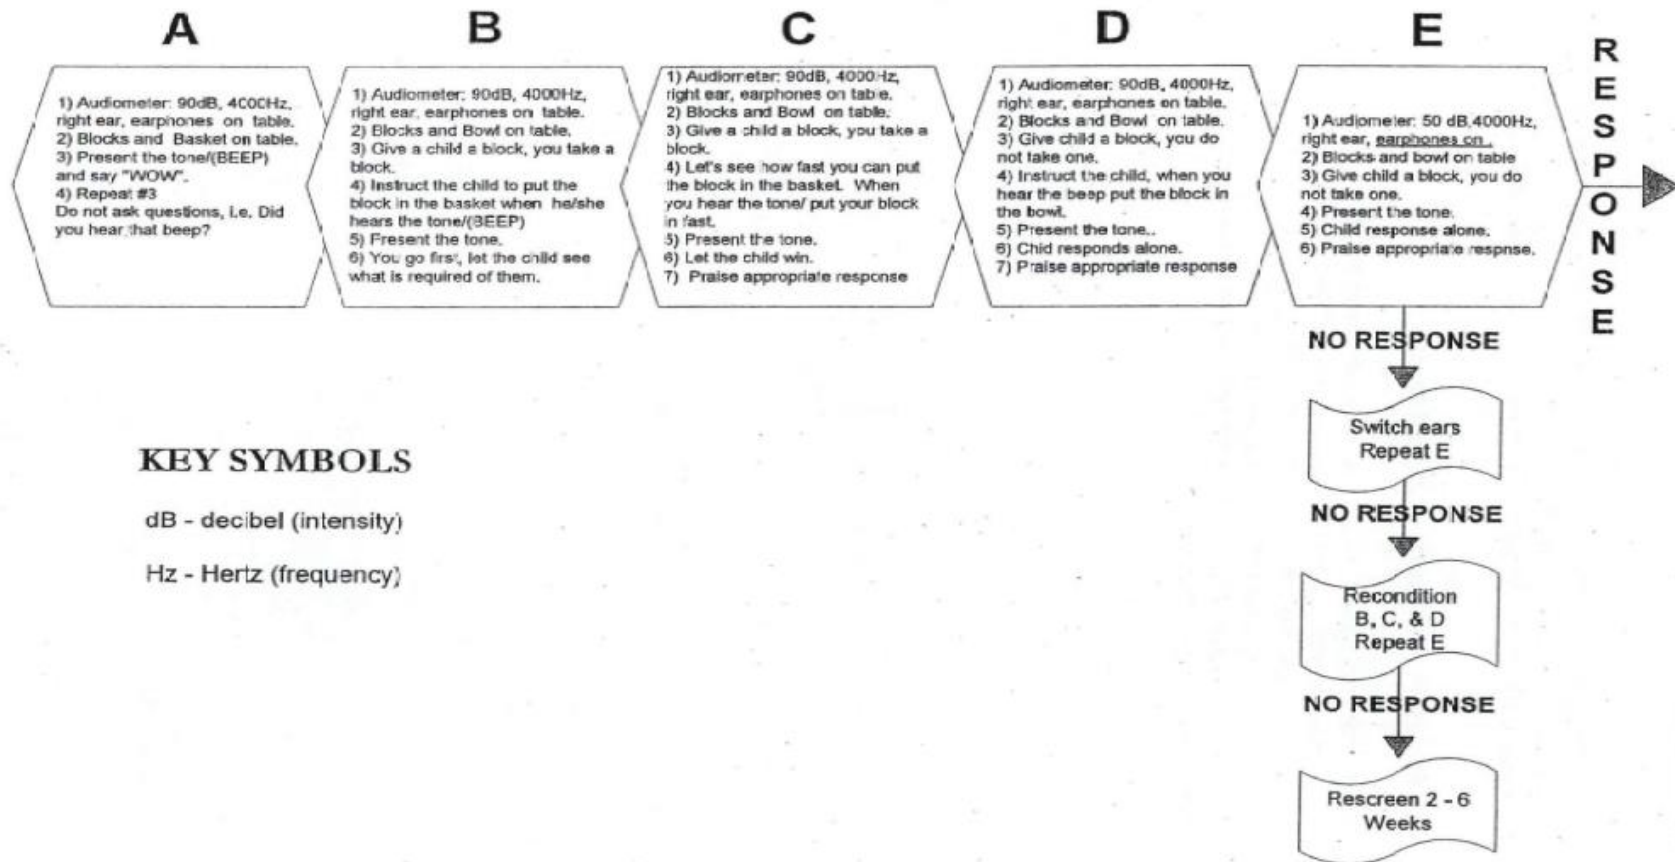 A
1) Audiometer: 90dB, 4000Hz,
right ear, earphones on table.
2) Blocks and Basket on table.
3) Present the tone/(BEEP)
and say "WOW".
4) Repeat #3
Do not ask questions, i.e. Did
you hear that beep?
B
1) Audiometer: 90dB, 4000Hz,
right ear, earphones on table.
2) Blocks and Bowl on table.
3) Give a child a block, you take a
block.
4) Instruct the child to put the
block in the basket when he/she
hears the tone/(BEEP)
5) Present the tone.
6) You go first, let the child see
what is required of them.
C
1) Audiometer: 90dB, 4000Hz,
right ear, earphones on table.
2) Blocks and Bowl on table.
3) Give a child a block, you take a
block.
4) Let's see how fast you can put
the block in the basket. When
you hear the tone/ put your block
in fast.
5) Present the tone.
6) Let the child win.
7) Praise appropriate response
D
1) Audiometer: 90dB, 4000Hz,
right ear, earphones on table.
2) Blocks and Bowl on table.
3) Give child a block, you do
not take one.
4) Instruct the child, when you
hear the beep put the block in
the bowl.
5) Present the tone..
6) Chid responds alone.
7) Praise appropriate response
E
1) Audjometer: 50 dB,4000Hz,
right ear, earphones on .
2) Blocks and bowl on table
3) Give child a block, you do
not take one.
4) Present the tone.
5) Child response alone.
6) Praise appropriate respnse.
RESPONSE
NO RESPONSE
Switch ears
Repeat E
NO RESPONSE
Recondition
B, C, & D
Repeat E
NO RESPONSE
Rescreen 2 - 6
Weeks
KEY SYMBOLS
dB - decibel (intensity)
Hz - Hertz (frequency)